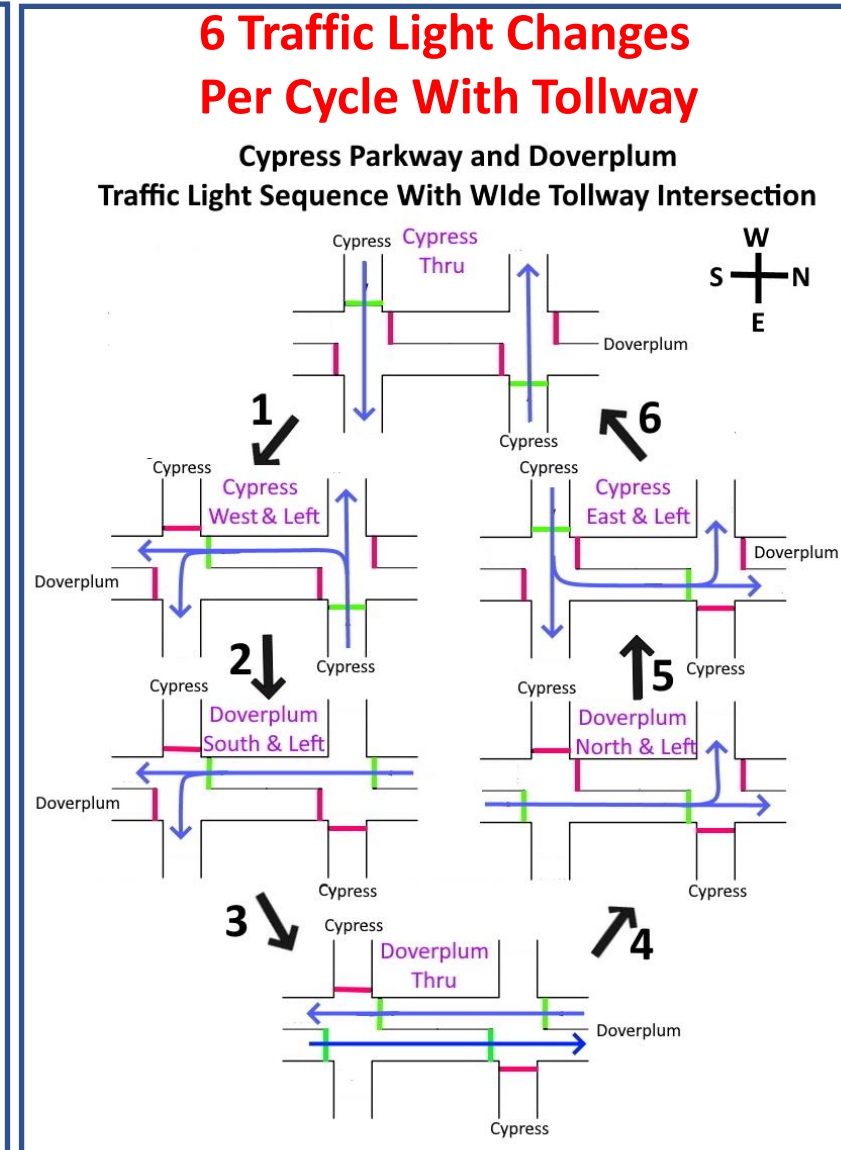 6 Traffic Light Changes
Per Cycle With Tollway
Cypress Parkway and Doverplum
Traffic Light Sequence With WIde Tollway Intersection
Cypress
Cypress
Thru
W
S
N
E
Doverplum
Cypress
1
6
Cypress
Cypress
West & Left
Doverplum
Cypress
Cypress
Cypress
East & Left
Doverplum
Cypress
2
5
Cypress
Doverplum
South & Left
Doverplum
Cypress
Cypress
Doverplum
North & Left
Cypress
3
4
Cypress
Doverplum
Thru
Doverplum
Cypress